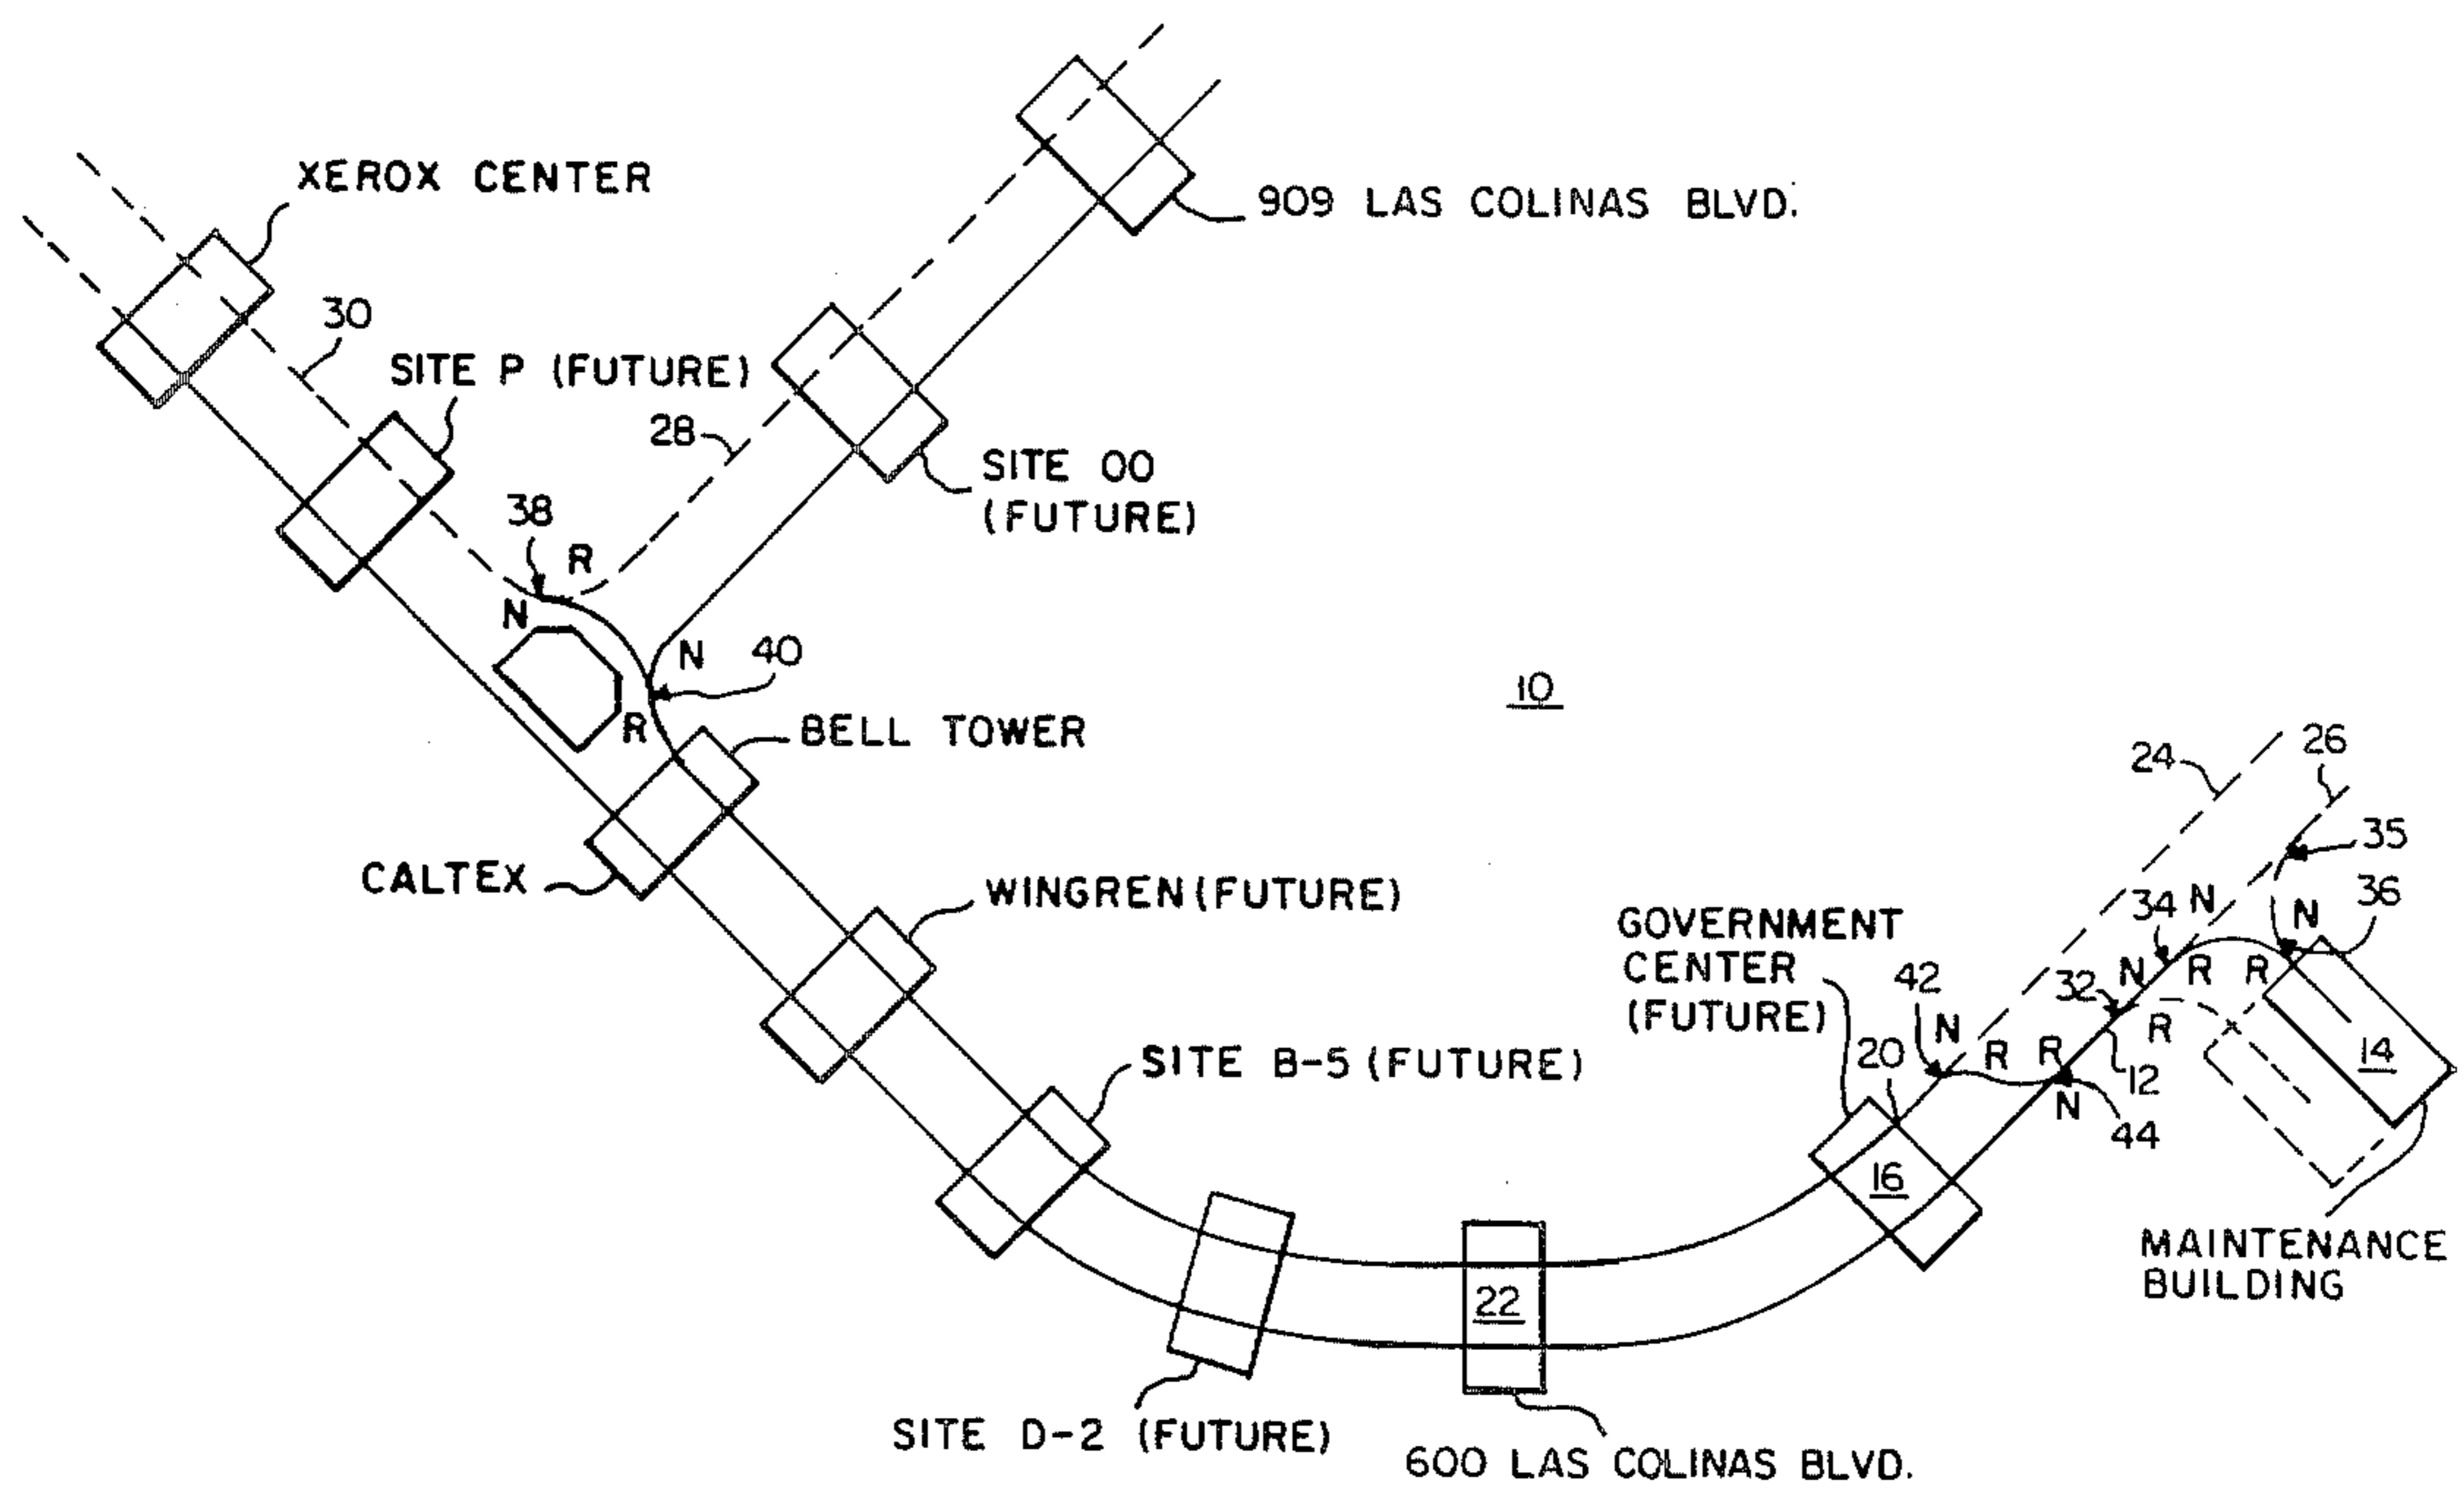 XEROX CENTER
909 LAS COLINAS BLVD.
30
SITE P (FUTURE)
28
SITE OO
(FUTURE)
38
R
N
N
40
R
BELL TOWER
10
24
26
35
CALTEX
WINGREN (FUTURE)
34
N
36
N
GOVERNMENT
CENTER
(FUTURE)
42
32
N
R
R
N
R
R
R
20
14
12
SITE B-5 (FUTURE)
N
44
16
MAINTENANCE
BUILDING
22
SITE D-2 (FUTURE)
600 LAS COLINAS BLVD.